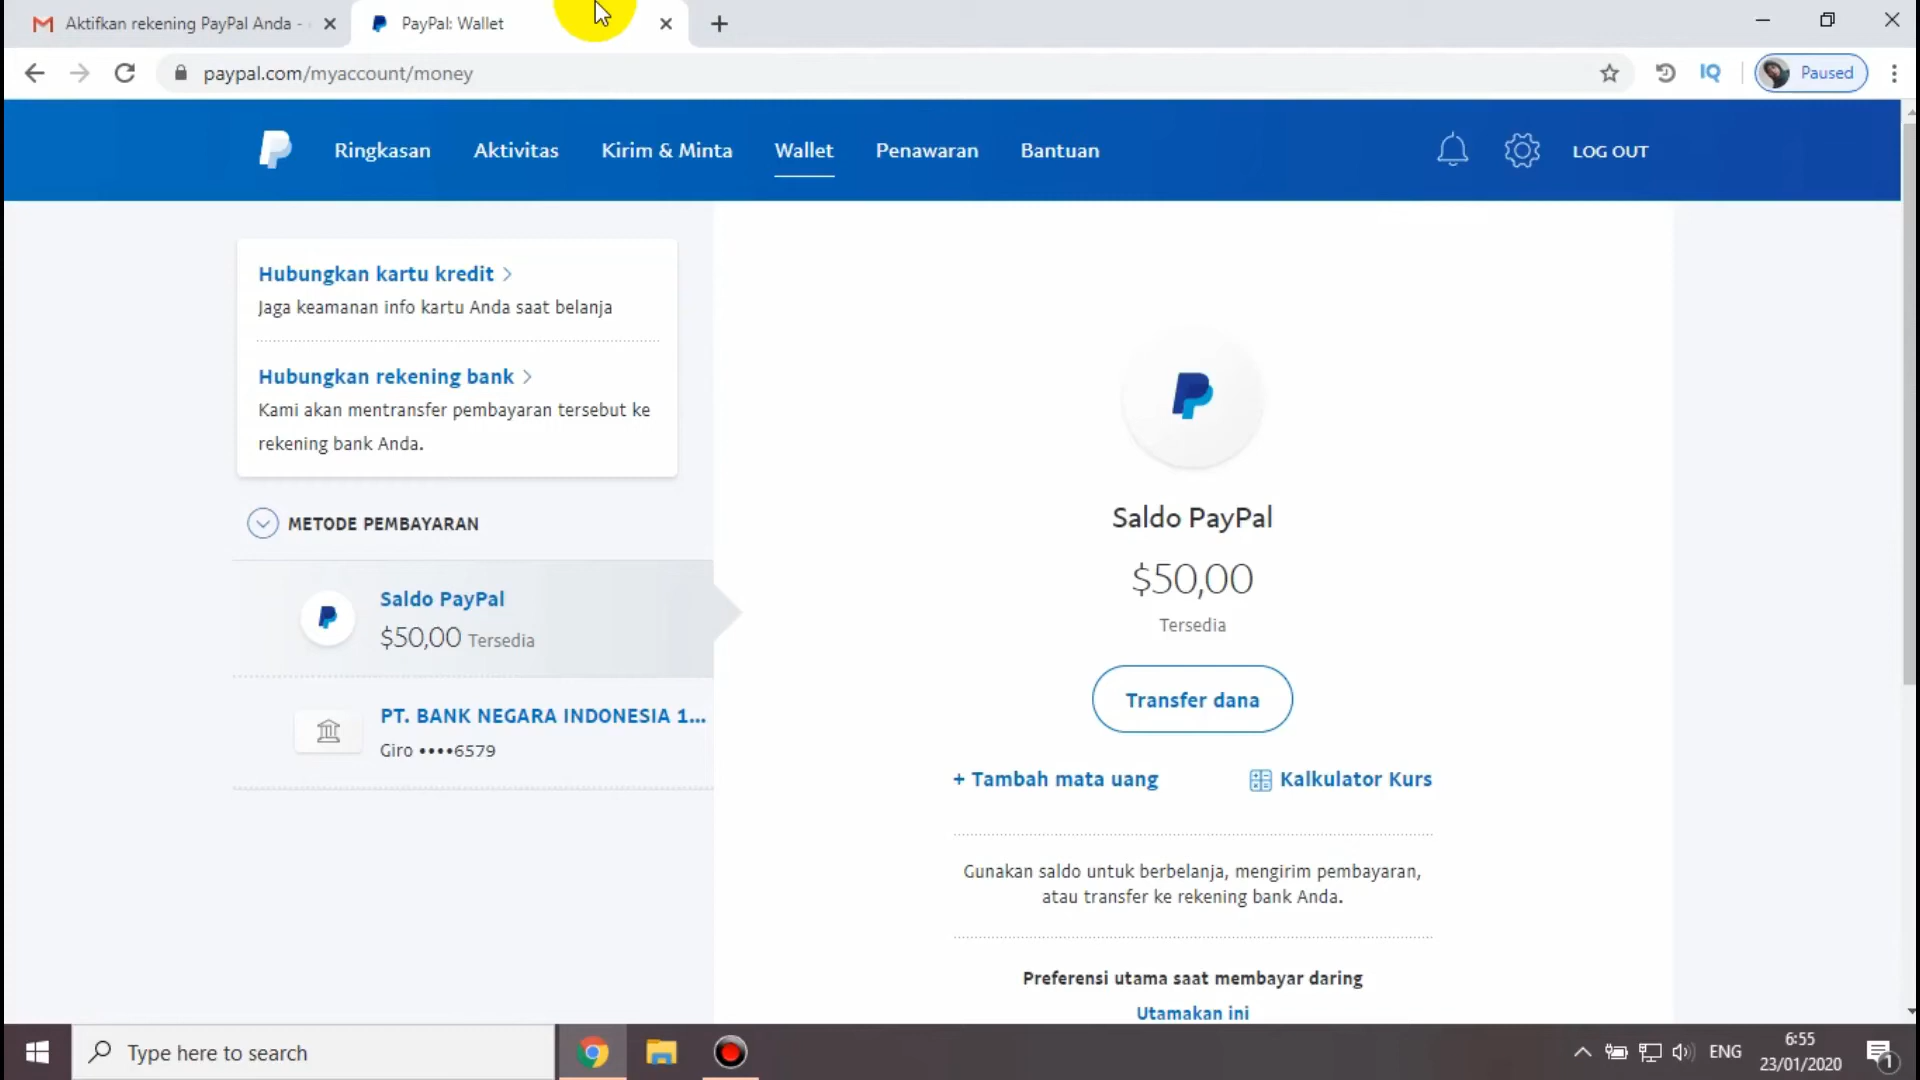 Aktifkan rekening PayPal Anda -
PayPal: Wallet
paypal.com/myaccount/money
IQ
Paused
Ringkasan
Aktivitas
Kirim & Minta
Wallet
Penawaran
Bantuan
LOG OUT
Hubungkan kartu kredit
Jaga keamanan info kartu Anda saat belanja
Hubungkan rekening bank
Kami akan mentransfer pembayaran tersebut ke
rekening bank Anda.
METODE PEMBAYARAN
Saldo PayPal
$50,00 Tersedia
PT. BANK NEGARA INDONESIA 1...
Giro ••••6579
Saldo PayPal
$50,00
Tersedia
Transfer dana
+ Tambah mata uang
Kalkulator Kurs
Gunakan saldo untuk berbelanja, mengirim pembayaran,
atau transfer ke rekening bank Anda.
Preferensi utama saat membayar daring
Utamakan ini
Type here to search
ENG
6:55
23/01/2020
1